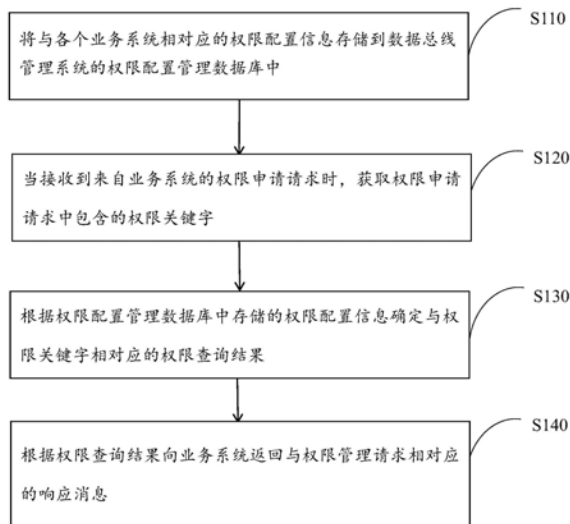 S110
将与各个业务系统相对应的权限配置信息存储到数据总线
管理系统的权限配置管理数据库中
S120
当接收到来自业务系统的权限申请请求时，获取权限申请
请求中包含的权限关键字
S130
根据权限配置管理数据库中存储的权限配置信息确定与权
限关键字相对应的权限查询结果
S140
根据权限查询结果向业务系统返回与权限管理请求相对应
的响应消息